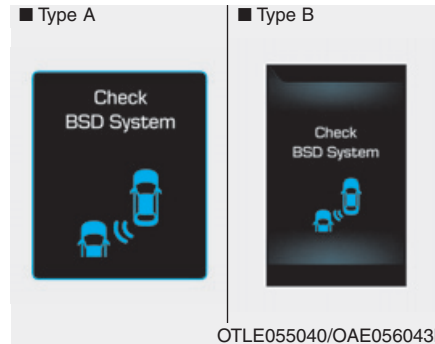 ■ Type A
■ Type B
Check
BSD System
Check
BSD System
OTLE055040/OAE056043